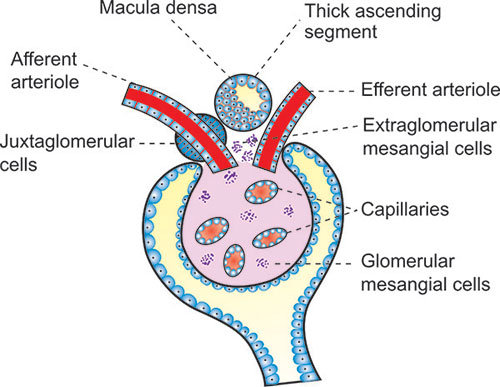 Macula densa
Thick ascending
segment
Afferent
arteriole
Efferent arteriole
Juxtaglomerular
cells
Extraglomerular
mesangial cells
Capillaries
Glomerular
mesangial cells